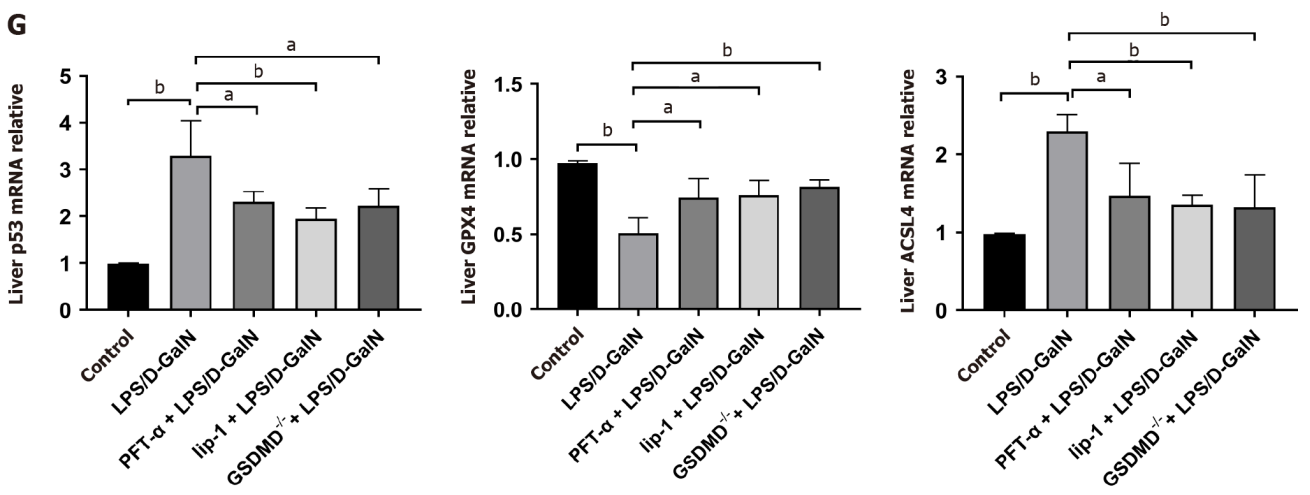 G
Liver p53 mRNA relative
5
4
3
2
1
0
b
a
b
a
Control
LPS/D-GalN
PFT-α + LPS/D-GalN
lip-1 + LPS/D-GalN
GSDMD-/- + LPS/D-GalN
Liver GPX4 mRNA relative
1.5
1.0
0.5
0.0
b
a
a
b
Control
LPS/D-GalN
PFT-α + LPS/D-GalN
lip-1 + LPS/D-GalN
GSDMD-/- + LPS/D-GalN
Liver ACSL4 mRNA relative
3
2
1
0
b
a
b
b
Control
LPS/D-GalN
PFT-α + LPS/D-GalN
lip-1 + LPS/D-GalN
GSDMD-/- + LPS/D-GalN